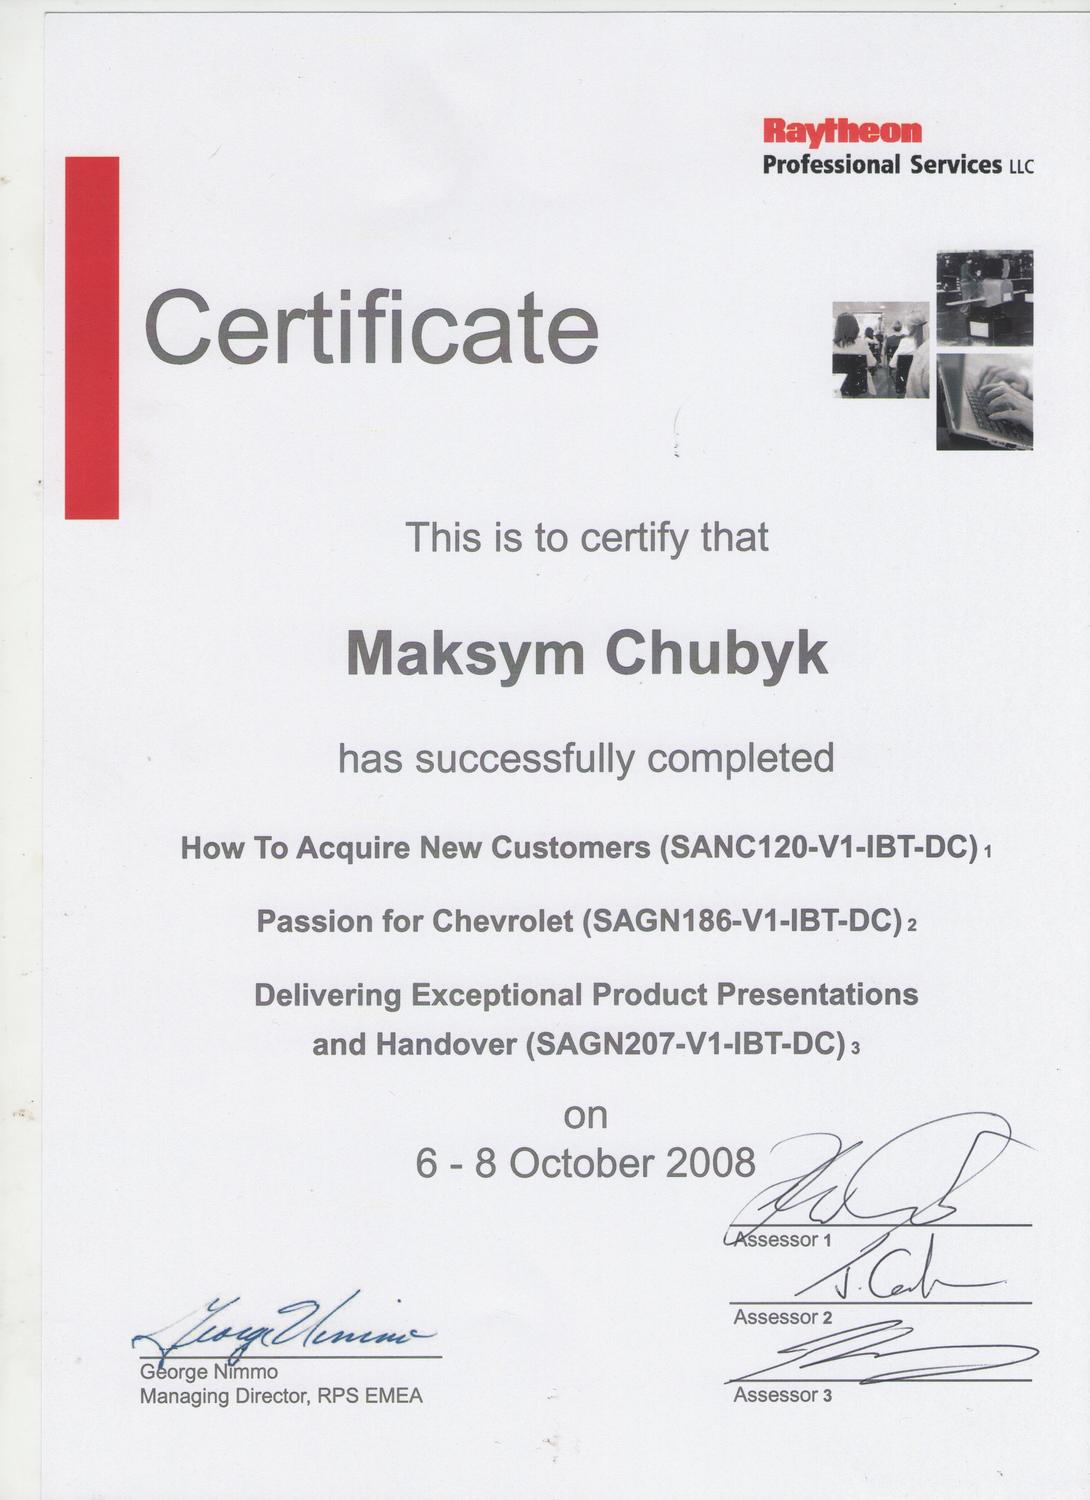 Raytheon
Professional Services LLC
Certificate
This is to certify that
Maksym Chubyk
has successfully completed
How To Acquire New Customers (SANC120-V1-IBT-DC) 1
Passion for Chevrolet (SAGN186-V1-IBT-DC) 2
Delivering Exceptional Product Presentations
and Handover (SAGN207-V1-IBT-DC) 3
on
6 - 8 October 2008
Assessor 1
Assessor 2
George Nimmo
George Nimmo
Managing Director, RPS EMEA
Assessor 3